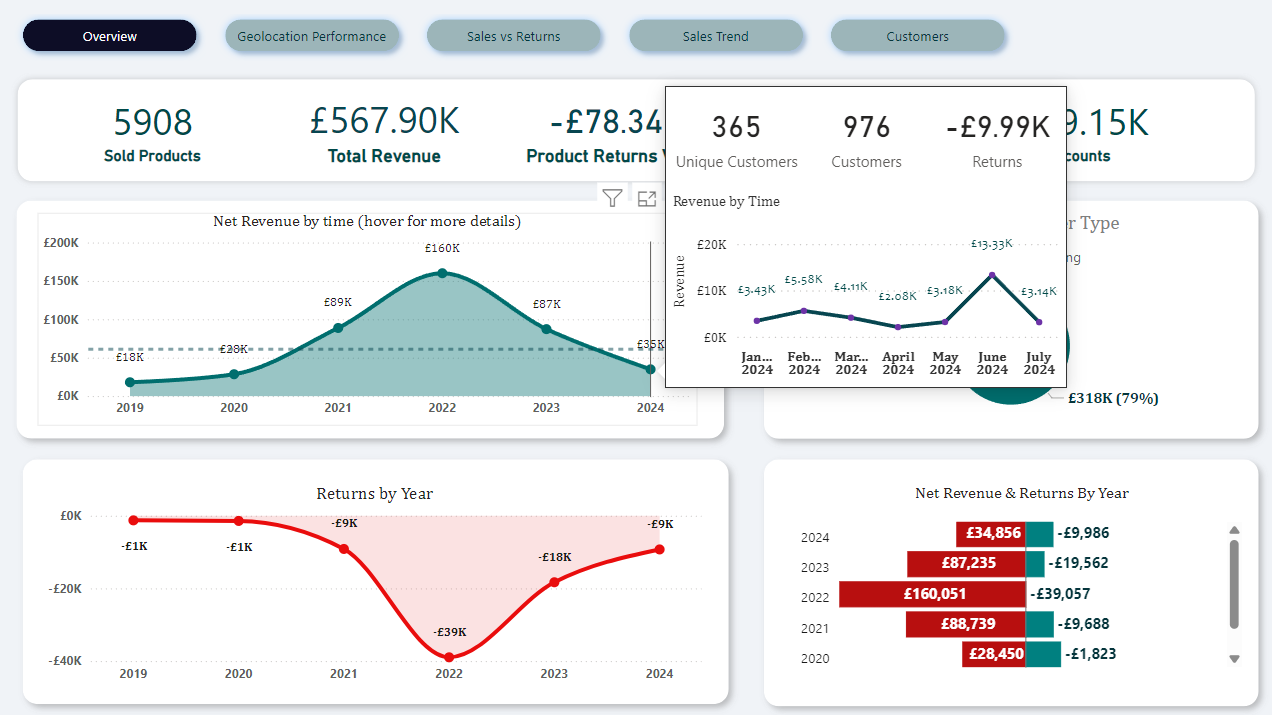 Overview
Geolocation Performance
Sales vs Returns
Sales Trend
Customers
5908
Sold Products
£567.90K
Total Revenue
-£78.34
Product Returns
9.15K
counts
365
Unique Customers
976
Customers
-£9.99K
Returns
Revenue by Time
Revenue
£20K
£10K
£0K
£3.43K
£5.58K
£4.11K
£2.08K
£3.18K
£13.33K
£3.14K
Jan... 2024
Feb... 2024
Mar... 2024
April 2024
May 2024
June 2024
July 2024
Net Revenue by time (hover for more details)
£200K
£150K
£100K
£50K
£0K
£18K
£28K
£89K
£160K
£87K
£35K
2019 2020 2021 2022 2023 2024
r Type
ng
£318K (79%)
Returns by Year
£0K
-£20K
-£40K
-£1K
-£1K
-£9K
-£39K
-£18K
-£9K
2019 2020 2021 2022 2023 2024
Net Revenue & Returns By Year
2024 £34,856 -£9,986
2023 £87,235 -£19,562
2022 £160,051 -£39,057
2021 £88,739 -£9,688
2020 £28,450 -£1,823